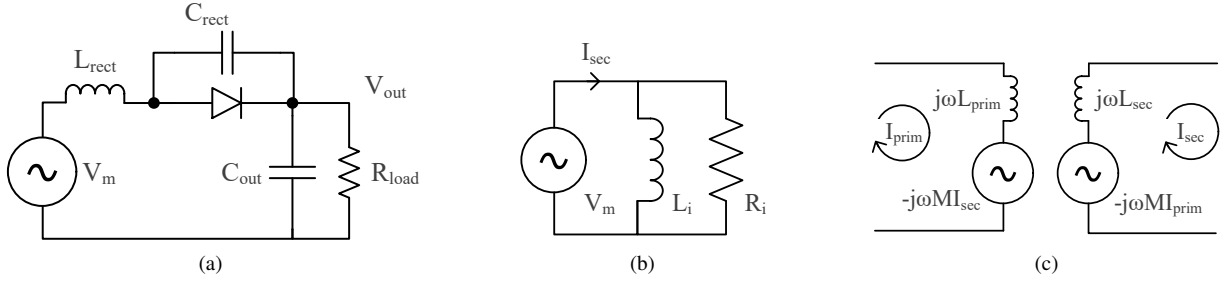 C_rect
L_rect
V_out
V_m
C_out
R_load
(a)
I_sec
V_m
L_i
R_i
(b)
jωL_prim
jωL_sec
I_prim
I_sec
-jωMI_sec
-jωMI_prim
(c)